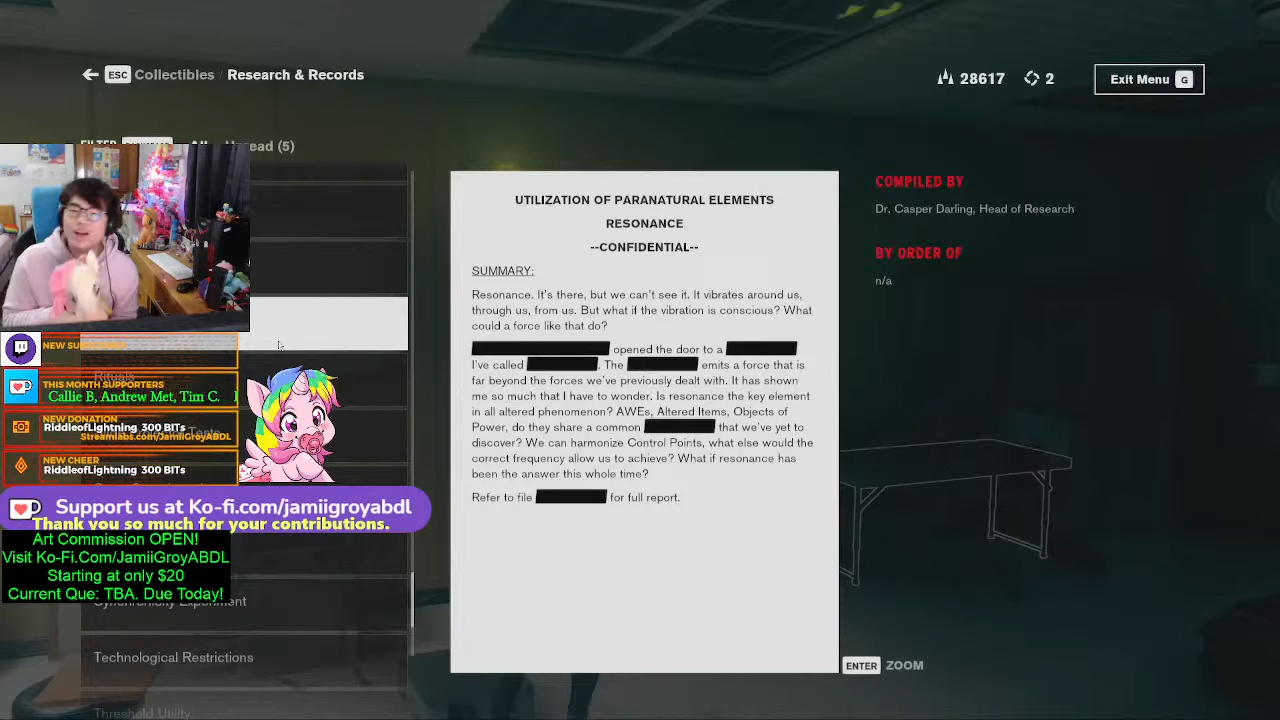 ESC Collectibles / Research & Records
28617
2
Exit Menu G
Unread (5)
UTILIZATION OF PARANATURAL ELEMENTS
RESONANCE
--CONFIDENTIAL--
SUMMARY:
Resonance. It's there, but we can't see it. It vibrates around us,
through us, from us. But what if the vibration is conscious? What
could a force like that do?
opened the door to a
I've called . The emits a force that is
far beyond the forces we've previously dealt with. It has shown
me so much that I have to wonder. Is resonance the key element
in all altered phenomenon? AWEs, Altered Items, Objects of
Power, do they share a common that we've yet to
discover? We can harmonize Control Points, what else would the
correct frequency allow us to achieve? What if resonance has
been the answer this whole time?
Refer to file for full report.
COMPILED BY
Dr. Casper Darling, Head of Research
BY ORDER OF
n/a
ENTER ZOOM
Rituals
THIS MONTH SUPPORTERS
Callie B, Andrew Met, Tim C.
NEW DONATION
RiddleofLightning 300 BITs
Streamlabs.com/JamiiGroyABDL
NEW CHEER
RiddleofLightning 300 BITs
Support us at Ko-fi.com/jamiigroyabdl
Thank you so much for your contributions.
Art Commission OPEN!
Visit Ko-Fi.Com/JamiiGroyABDL
Starting at only $20
Current Que: TBA. Due Today!
Synchronicity Experiment
Technological Restrictions
Threshold Utility